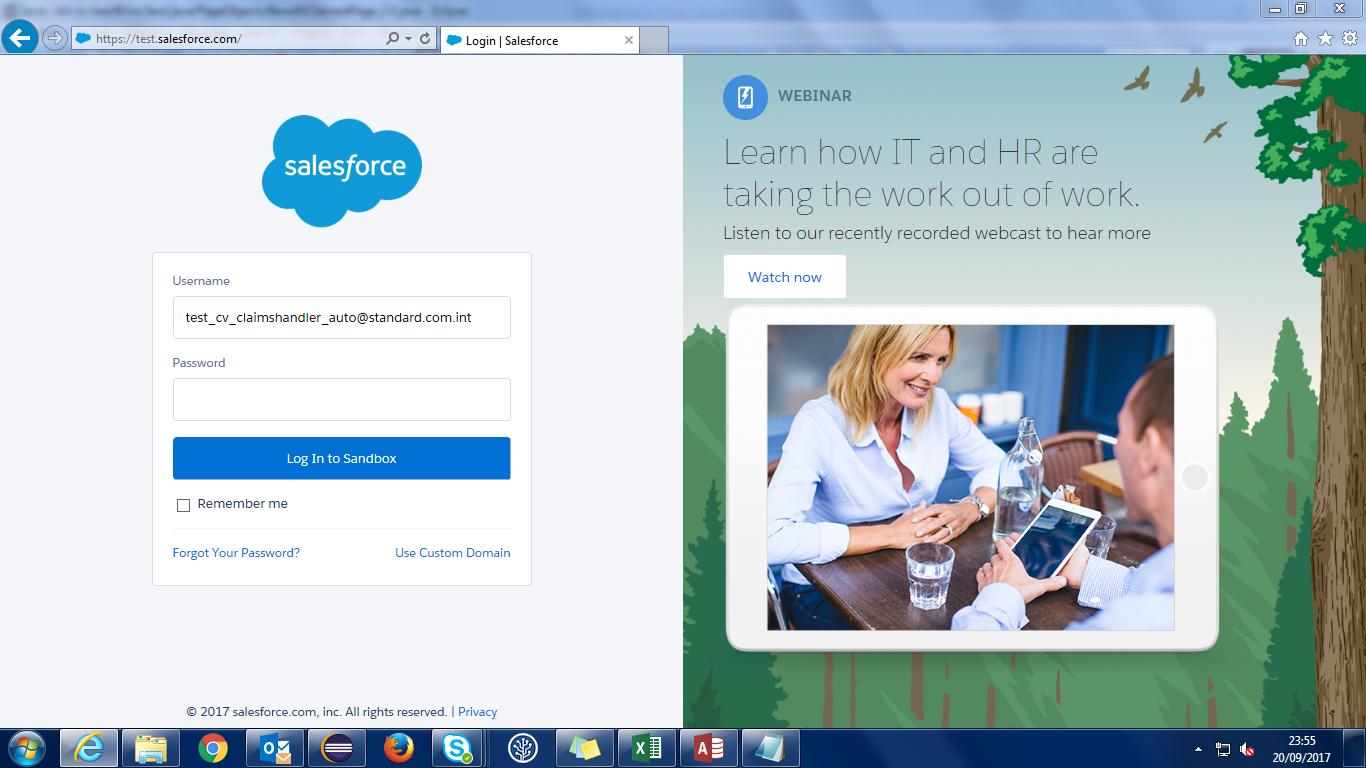 https://test.salesforce.com/
Login | Salesforce
salesforce
Username
test_cv_claimshandler_auto@standard.com.int
Password
Log In to Sandbox
Remember me
Forgot Your Password?
Use Custom Domain
© 2017 salesforce.com, inc. All rights reserved. | Privacy
WEBINAR
Learn how IT and HR are
taking the work out of work.
Listen to our recently recorded webcast to hear more
Watch now
23:55
20/09/2017